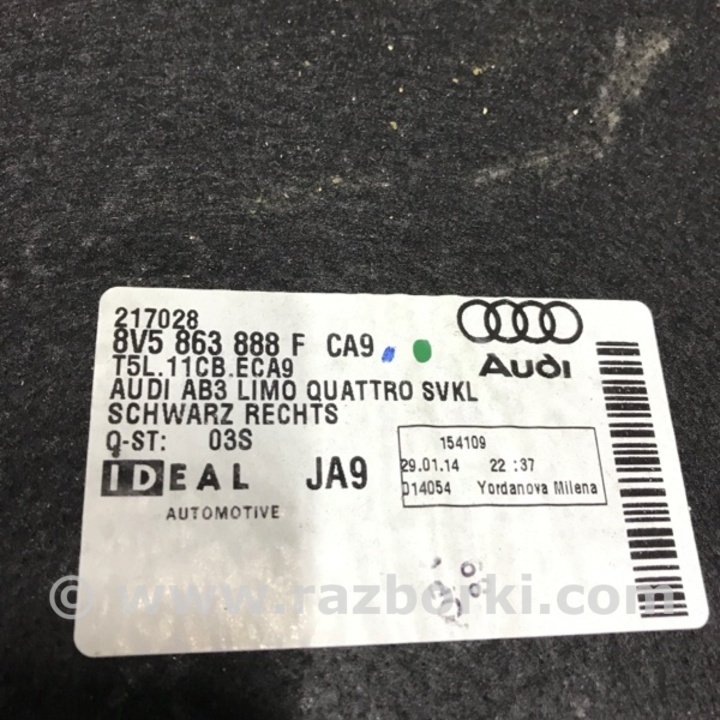 217028
8V5 863 888 F CA9
T5L.11CB.ECA9
AUDI AB3 LIMO QUATTRO SVKL
SCHWARZ RECHTS
Q-ST: 03S
IDEAL JA9
AUTOMOTIVE
Audi
154109
29.01.14 22:37
014054 Yordanova Milena
© www.razborki.com